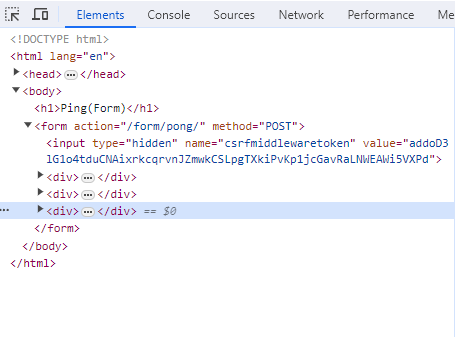 Elements Console Sources Network Performance
<!DOCTYPE html>
<html lang="en">
<head> ••• </head>
<body>
<h1>Ping(Form)</h1>
<form action="/form/pong/" method="POST">
<input type="hidden" name="csrfmiddlewaretoken" value="addoD3
lG1o4tduCNAixrkcqrvnJZmwkCSLpgTXkiPvKp1jcGavRaLNWEAWi5VXPd">
<div> ••• </div>
<div> ••• </div>
<div> ••• </div> == $0
</form>
</body>
</html>